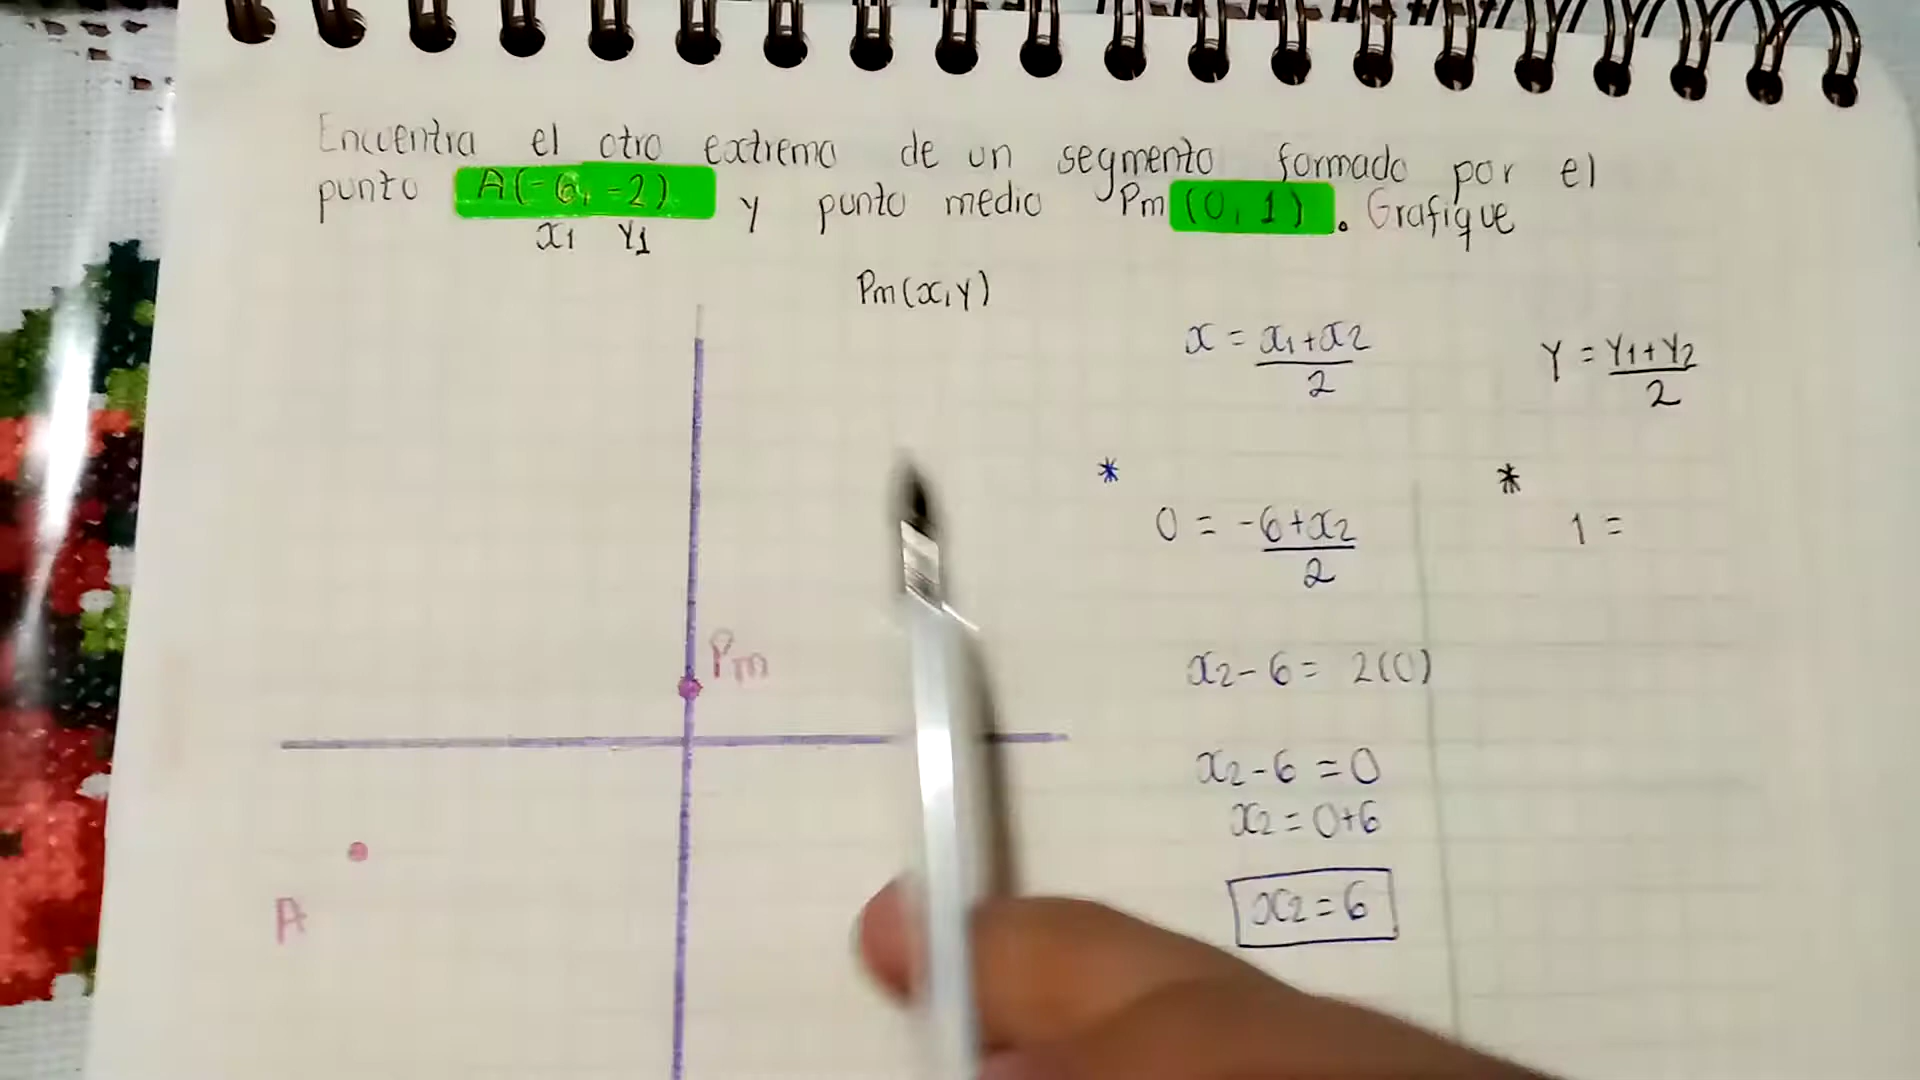 Encuentra el otro extremo de un segmento formado por el
punto A(-6, -2) y punto medio Pm (0, 1). Grafique
x1 Y1
Pm(x,y)
x = x1+x2
2
Y = Y1+Y2
2
*
0 = -6+x2
2
x2-6 = 2(0)
x2-6 = 0
x2 = 0+6
x2 = 6
*
1 =
Pm
A